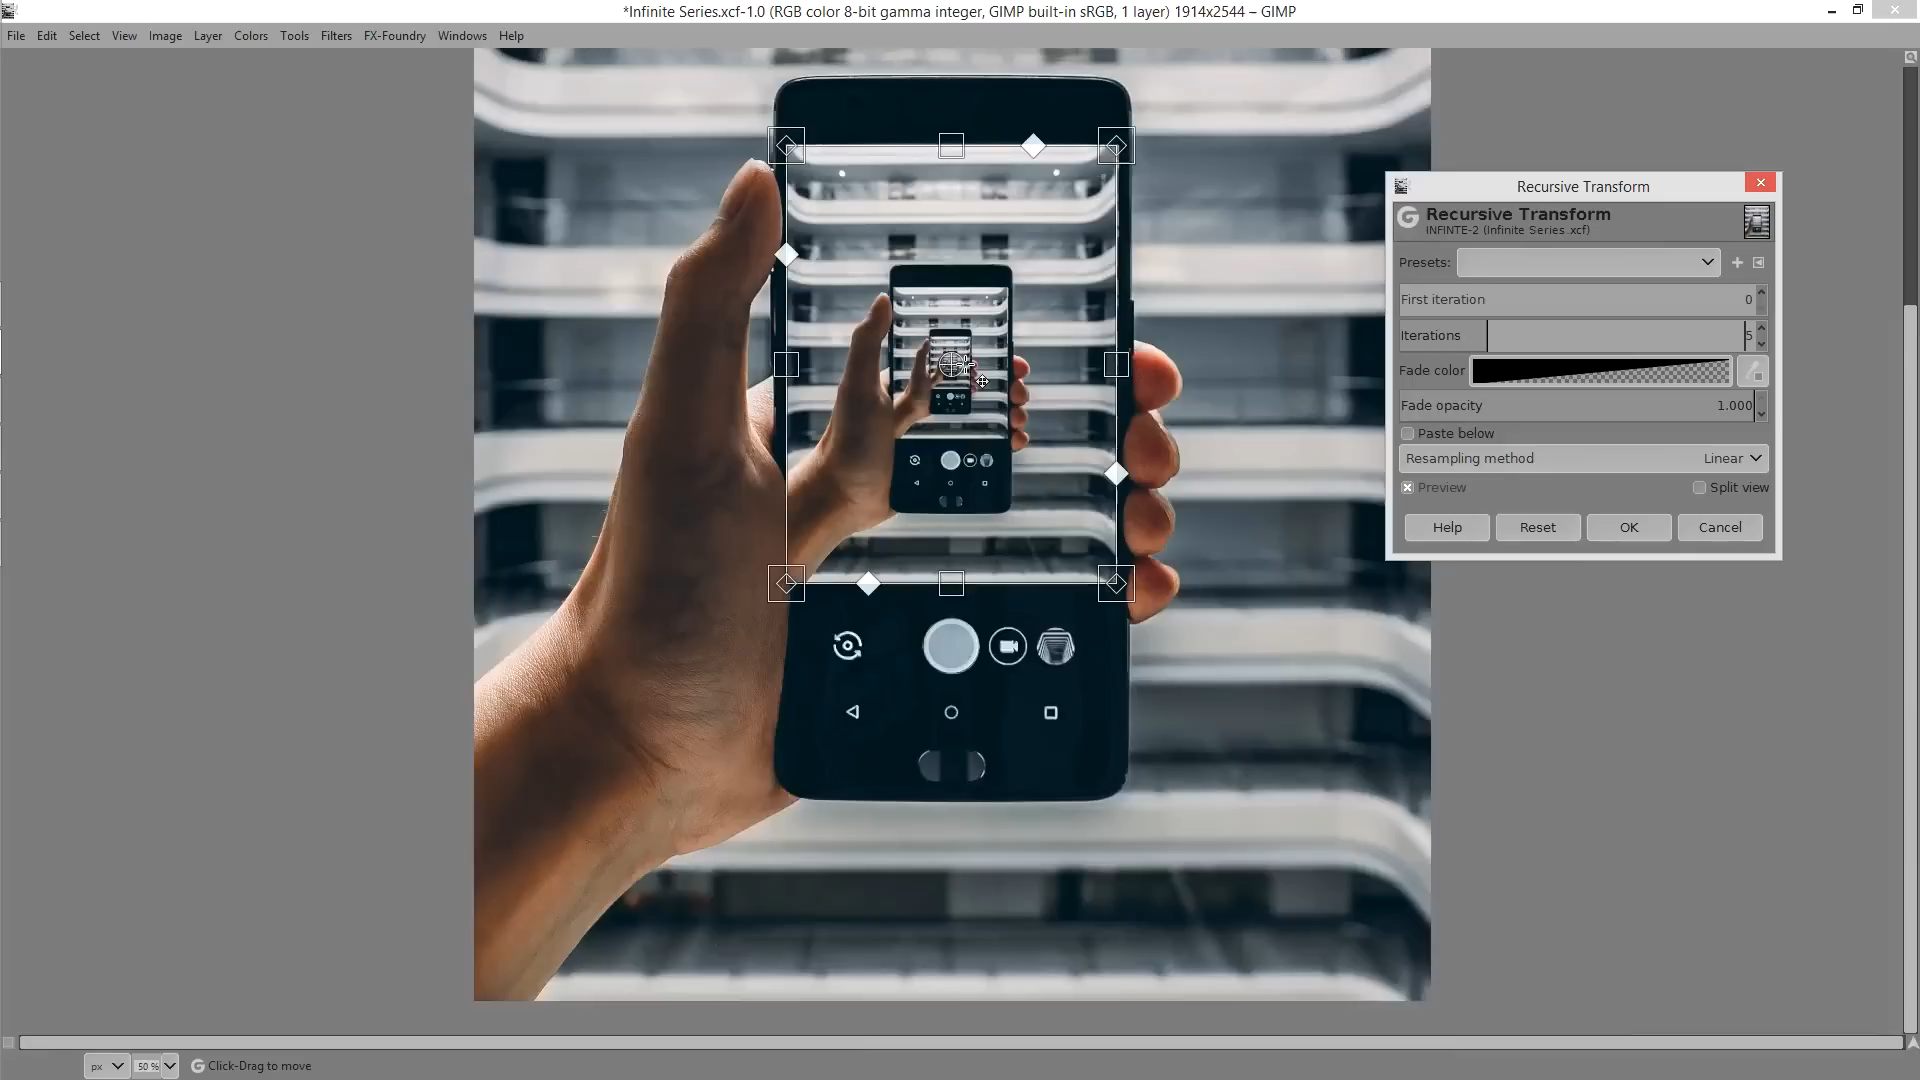 *Infinite Series.xcf-1.0 (RGB color 8-bit gamma integer, GIMP built-in sRGB, 1 layer) 1914x2544 – GIMP
File Edit Select View Image Layer Colors Tools Filters FX-Foundry Windows Help
Recursive Transform
Recursive Transform
INFINTE-2 (Infinite Series .xcf)
Presets:
First iteration 0
Iterations 5
Fade color
Fade opacity 1.000
Paste below
Resampling method Linear
Preview Split view
Help Reset OK Cancel
px 50 % Click-Drag to move